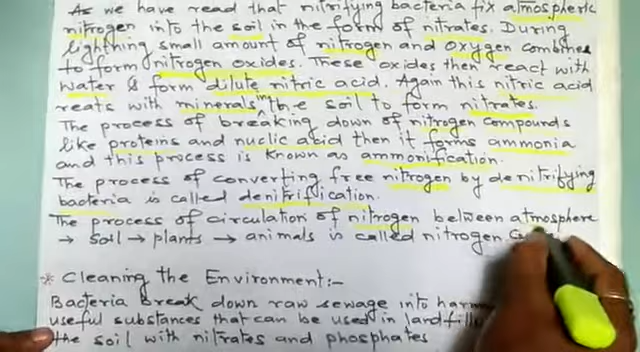 As we have read that nitrifying bacteria fix atmospheric
nitrogen into the soil in the form of nitrates. During
lightning small amount of nitrogen and oxygen combines
to form nitrogen oxides. These oxides then react with
water & form dilute nitric acid. Again this nitric acid
reats with minerals in the soil to form nitrates.
The process of breaking down of nitrogen compounds
like proteins and nuclic acid then it forms ammonia
and this process is known as ammonification.
The process of converting free nitrogen by denitrifying
bacteria is called denitrification.
The process of circulation of nitrogen between atmosphere
→ soil → plants → animals is called nitrogen
* Cleaning the Environment:-
Bacteria break down raw sewage into
useful substances that can be used in
the soil with nitrates and phosphates